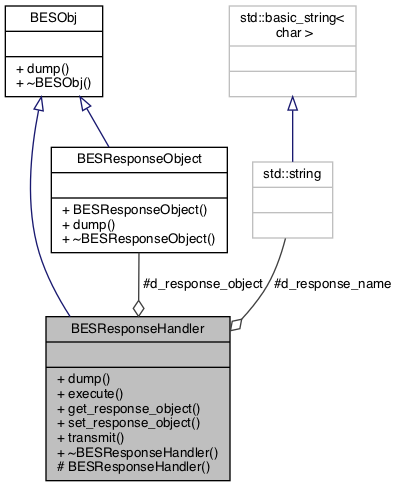 BESObj
+ dump()
+ ~BESObj()
std::basic_string<
char >
BESResponseObject
+ BESResponseObject()
+ dump()
+ ~BESResponseObject()
std::string
#d_response_object
#d_response_name
BESResponseHandler
+ dump()
+ execute()
+ get_response_object()
+ set_response_object()
+ transmit()
+ ~BESResponseHandler()
# BESResponseHandler()